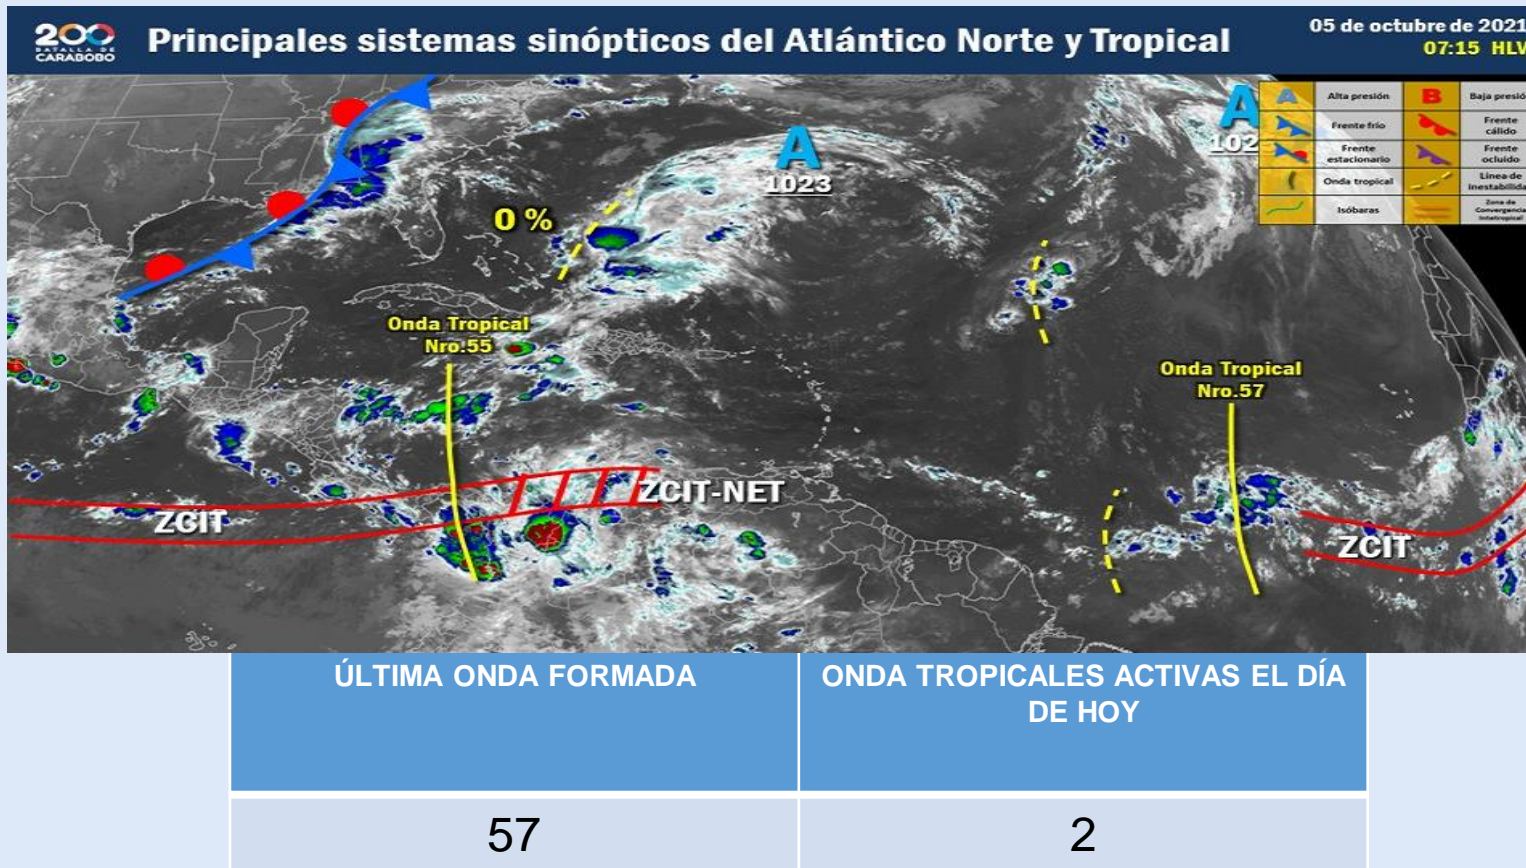 200
BATALLA DE
CARABOBO
Principales sistemas sinópticos del Atlántico Norte y Tropical
05 de octubre de 2021
07:15 HLV
A
Alta presión
B
Baja presió
Frente frío
Frente
cálido
Frente
estacionario
Frente
ocluido
Onda tropical
Línea de
inestabilida
Isóbaras
Zona de
Convergencia
Intertropical
A
102
A
1023
0 %
Onda Tropical
Nro.55
Onda Tropical
Nro.57
ZCIT-NET
ZCIT
ZCIT
ÚLTIMA ONDA FORMADA
ONDA TROPICALES ACTIVAS EL DÍA
DE HOY
57
2